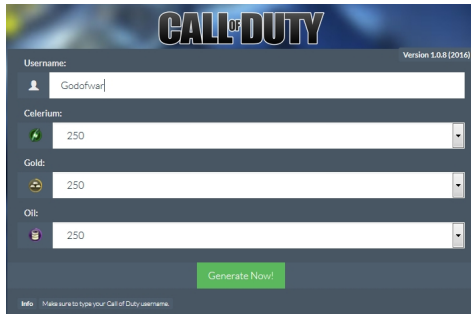 CALL OF DUTY
Version 1.0.8 (2016)
Username:
Godofwar
Celerium:
250
Gold:
250
Oil:
250
Generate Now!
Info Make sure to type your Call of Duty username.